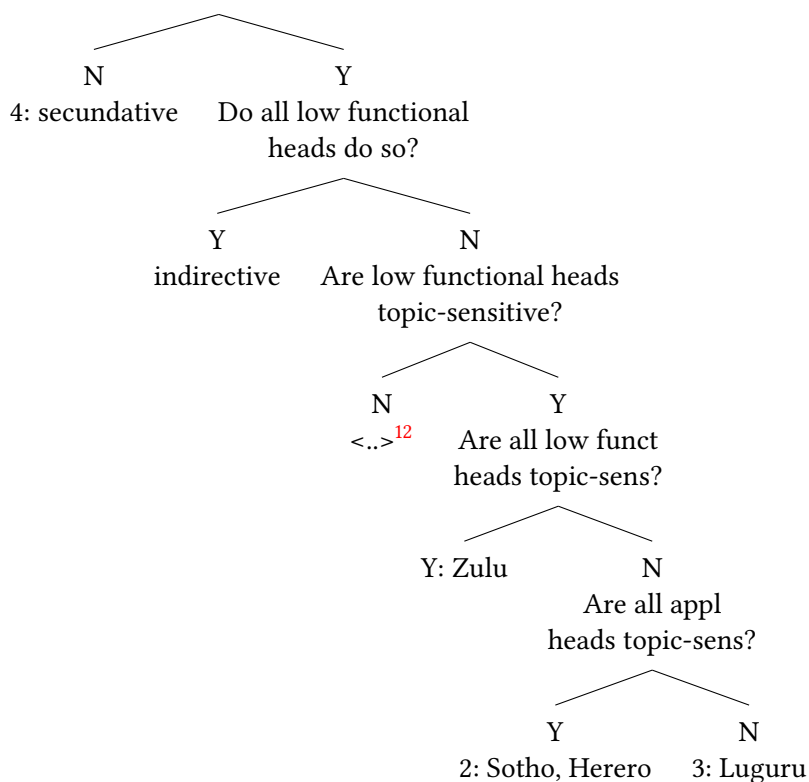 N Y
4: secundative Do all low functional
heads do so?
Y N
indirective Are low functional heads
topic-sensitive?
N Y
<..>12 Are all low funct
heads topic-sens?
Y: Zulu N
Are all appl
heads topic-sens?
Y N
2: Sotho, Herero 3: Luguru